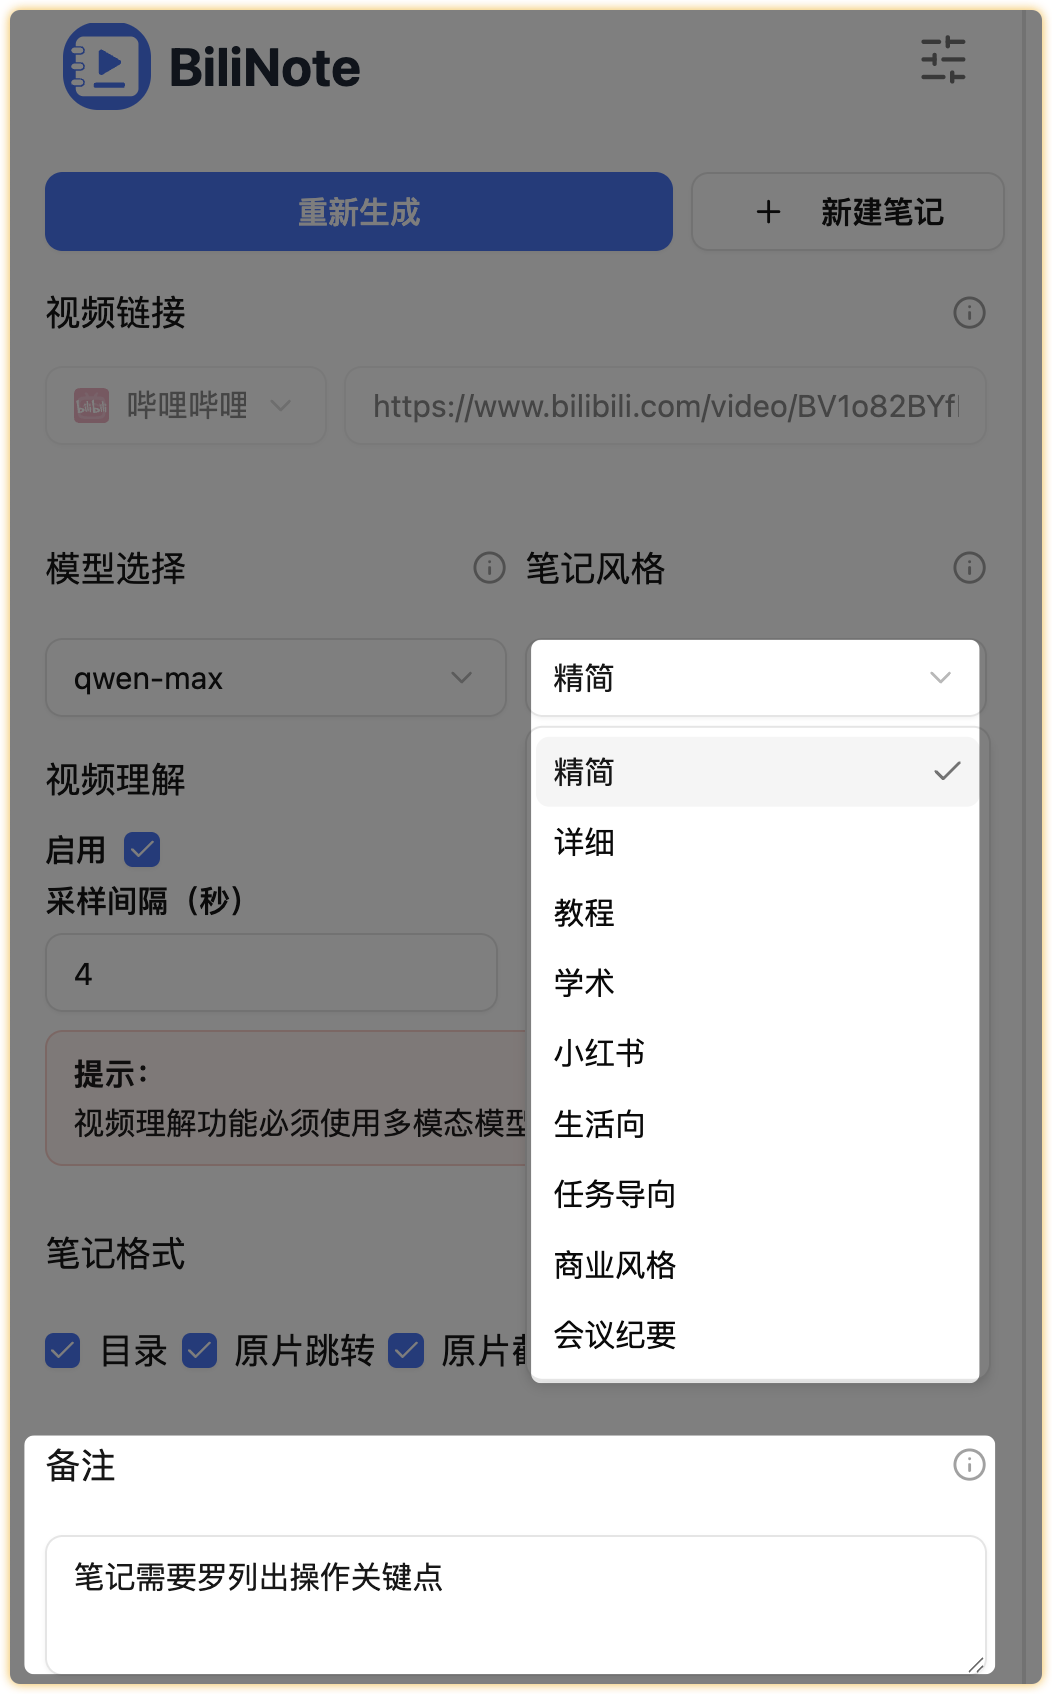 BiliNote
重新生成
+ 新建笔记
视频链接
bilibili 哔哩哔哩
https://www.bilibili.com/video/BV1o82BYf
模型选择
笔记风格
qwen-max
精简
视频理解
启用
采样间隔（秒）
4
提示：
视频理解功能必须使用多模态模型
精简
详细
教程
学术
小红书
生活向
任务导向
商业风格
会议纪要
笔记格式
目录 原片跳转 原片
备注
笔记需要罗列出操作关键点